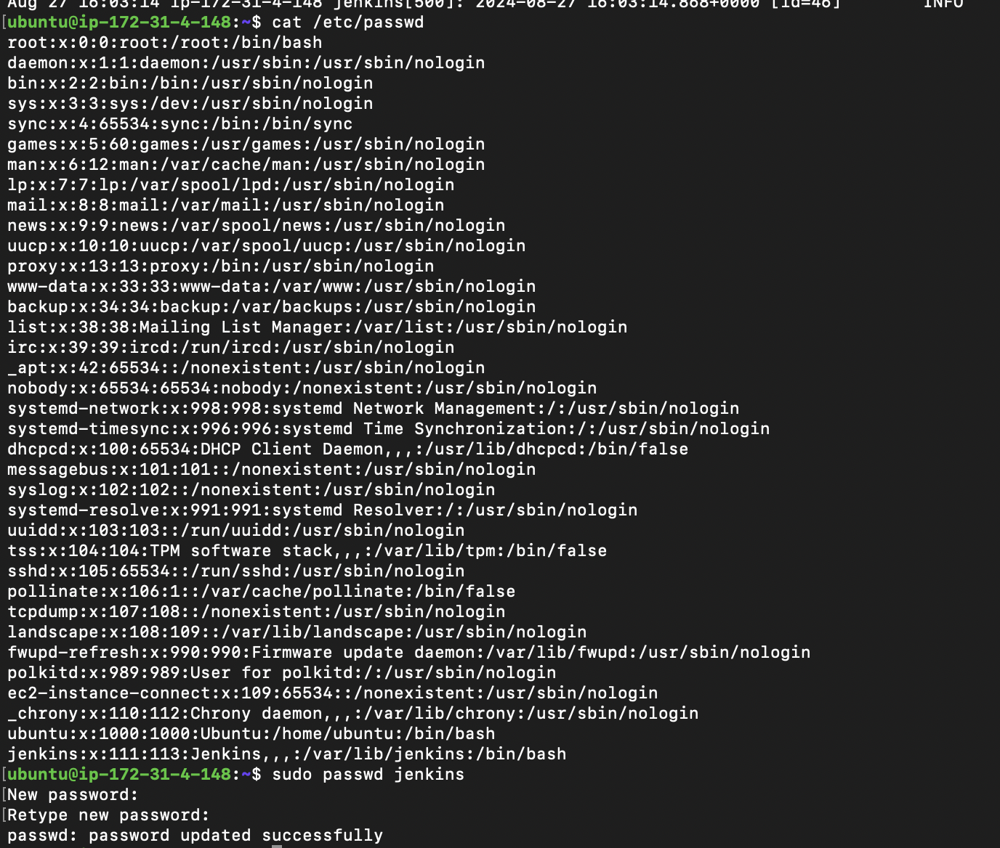 Aug 27 16:03:14 ip-172-31-4-148 jenkins[500]: 2024-08-27 16:03:14.868+0000 [id=46]        INFO
[ubuntu@ip-172-31-4-148:~$ cat /etc/passwd
root:x:0:0:root:/root:/bin/bash
daemon:x:1:1:daemon:/usr/sbin:/usr/sbin/nologin
bin:x:2:2:bin:/bin:/usr/sbin/nologin
sys:x:3:3:sys:/dev:/usr/sbin/nologin
sync:x:4:65534:sync:/bin:/bin/sync
games:x:5:60:games:/usr/games:/usr/sbin/nologin
man:x:6:12:man:/var/cache/man:/usr/sbin/nologin
lp:x:7:7:lp:/var/spool/lpd:/usr/sbin/nologin
mail:x:8:8:mail:/var/mail:/usr/sbin/nologin
news:x:9:9:news:/var/spool/news:/usr/sbin/nologin
uucp:x:10:10:uucp:/var/spool/uucp:/usr/sbin/nologin
proxy:x:13:13:proxy:/bin:/usr/sbin/nologin
www-data:x:33:33:www-data:/var/www:/usr/sbin/nologin
backup:x:34:34:backup:/var/backups:/usr/sbin/nologin
list:x:38:38:Mailing List Manager:/var/list:/usr/sbin/nologin
irc:x:39:39:ircd:/run/ircd:/usr/sbin/nologin
_apt:x:42:65534::/nonexistent:/usr/sbin/nologin
nobody:x:65534:65534:nobody:/nonexistent:/usr/sbin/nologin
systemd-network:x:998:998:systemd Network Management:/:/usr/sbin/nologin
systemd-timesync:x:996:996:systemd Time Synchronization:/:/usr/sbin/nologin
dhcpcd:x:100:65534:DHCP Client Daemon,,,:/usr/lib/dhcpcd:/bin/false
messagebus:x:101:101::/nonexistent:/usr/sbin/nologin
syslog:x:102:102::/nonexistent:/usr/sbin/nologin
systemd-resolve:x:991:991:systemd Resolver:/:/usr/sbin/nologin
uuidd:x:103:103::/run/uuidd:/usr/sbin/nologin
tss:x:104:104:TPM software stack,,,:/var/lib/tpm:/bin/false
sshd:x:105:65534::/run/sshd:/usr/sbin/nologin
pollinate:x:106:1::/var/cache/pollinate:/bin/false
tcpdump:x:107:108::/nonexistent:/usr/sbin/nologin
landscape:x:108:109::/var/lib/landscape:/usr/sbin/nologin
fwupd-refresh:x:990:990:Firmware update daemon:/var/lib/fwupd:/usr/sbin/nologin
polkitd:x:989:989:User for polkitd:/:/usr/sbin/nologin
ec2-instance-connect:x:109:65534::/nonexistent:/usr/sbin/nologin
_chrony:x:110:112:Chrony daemon,,,:/var/lib/chrony:/usr/sbin/nologin
ubuntu:x:1000:1000:Ubuntu:/home/ubuntu:/bin/bash
jenkins:x:111:113:Jenkins,,,:/var/lib/jenkins:/bin/bash
[ubuntu@ip-172-31-4-148:~$ sudo passwd jenkins
[New password:
[Retype new password:
passwd: password updated successfully